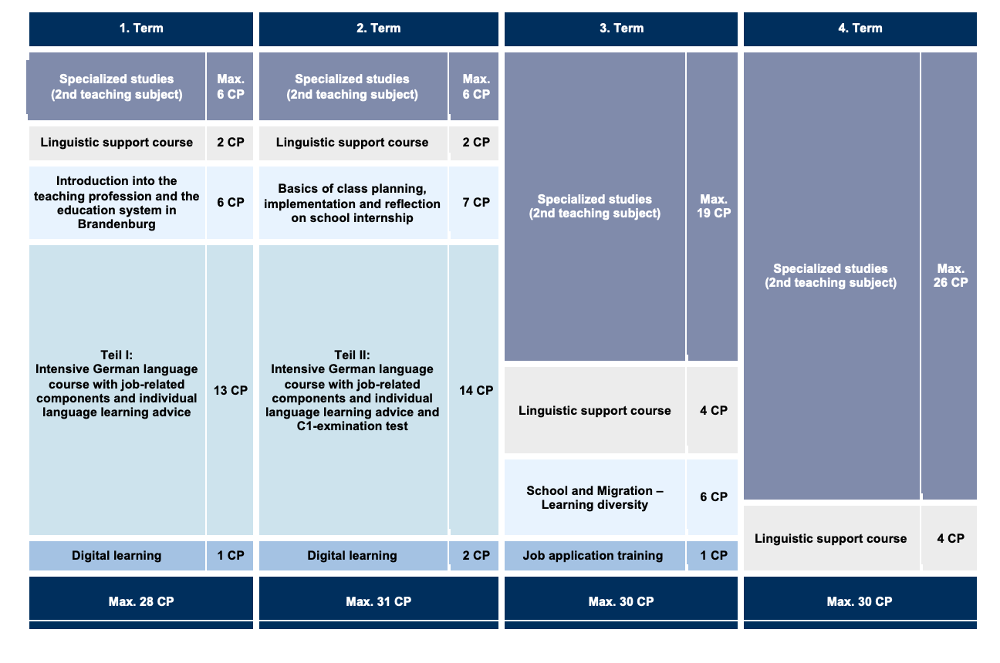 1. Term
2. Term
3. Term
4. Term
Specialized studies
(2nd teaching subject)
Max.
6 CP
Specialized studies
(2nd teaching subject)
Max.
6 CP
Specialized studies
(2nd teaching subject)
Max.
19 CP
Specialized studies
(2nd teaching subject)
Max.
26 CP
Linguistic support course
2 CP
Linguistic support course
2 CP
Introduction into the
teaching profession and the
education system in
Brandenburg
6 CP
Basics of class planning,
implementation and reflection
on school internship
7 CP
Teil I:
Intensive German language
course with job-related
components and individual
language learning advice
13 CP
Teil II:
Intensive German language
course with job-related
components and individual
language learning advice and
C1-exmination test
14 CP
Linguistic support course
4 CP
School and Migration –
Learning diversity
6 CP
Linguistic support course
4 CP
Digital learning
1 CP
Digital learning
2 CP
Job application training
1 CP
Max. 28 CP
Max. 31 CP
Max. 30 CP
Max. 30 CP